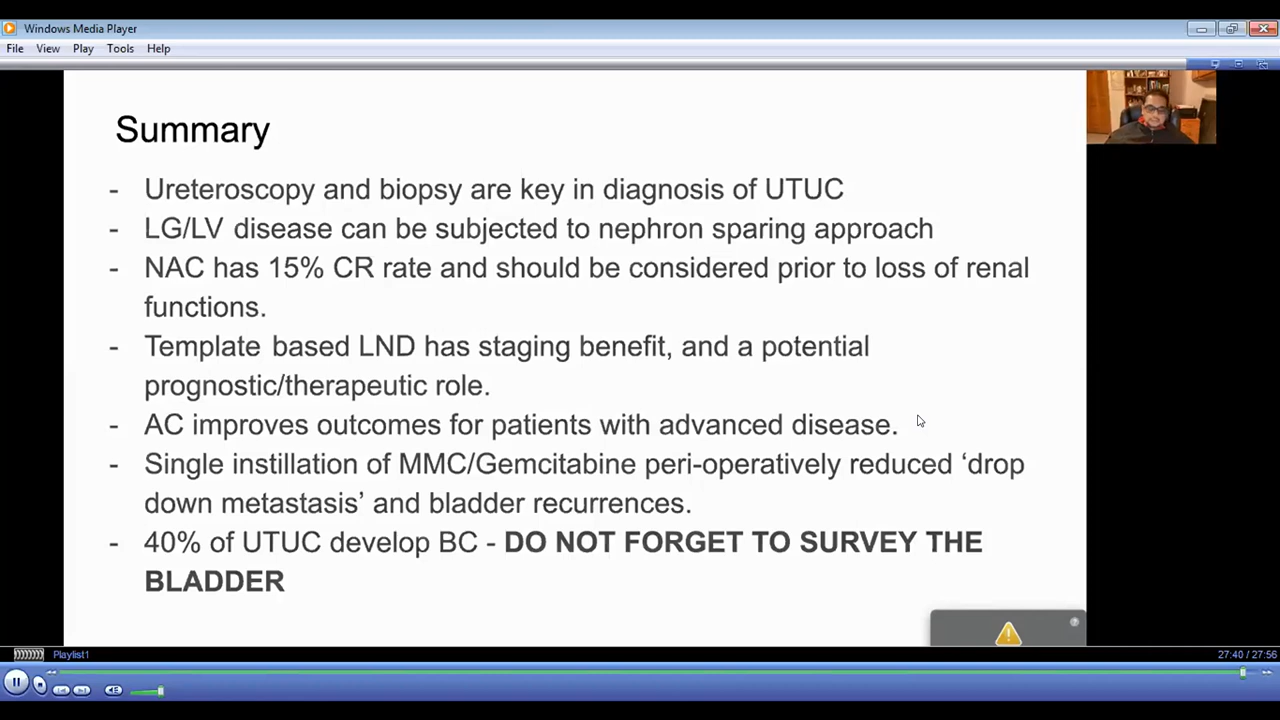 Windows Media Player
File View Play Tools Help
Summary
- Ureteroscopy and biopsy are key in diagnosis of UTUC
- LG/LV disease can be subjected to nephron sparing approach
- NAC has 15% CR rate and should be considered prior to loss of renal
functions.
- Template based LND has staging benefit, and a potential
prognostic/therapeutic role.
- AC improves outcomes for patients with advanced disease.
- Single instillation of MMC/Gemcitabine peri-operatively reduced ‘drop
down metastasis’ and bladder recurrences.
- 40% of UTUC develop BC - DO NOT FORGET TO SURVEY THE
BLADDER
Playlist1 27:40 / 27:56